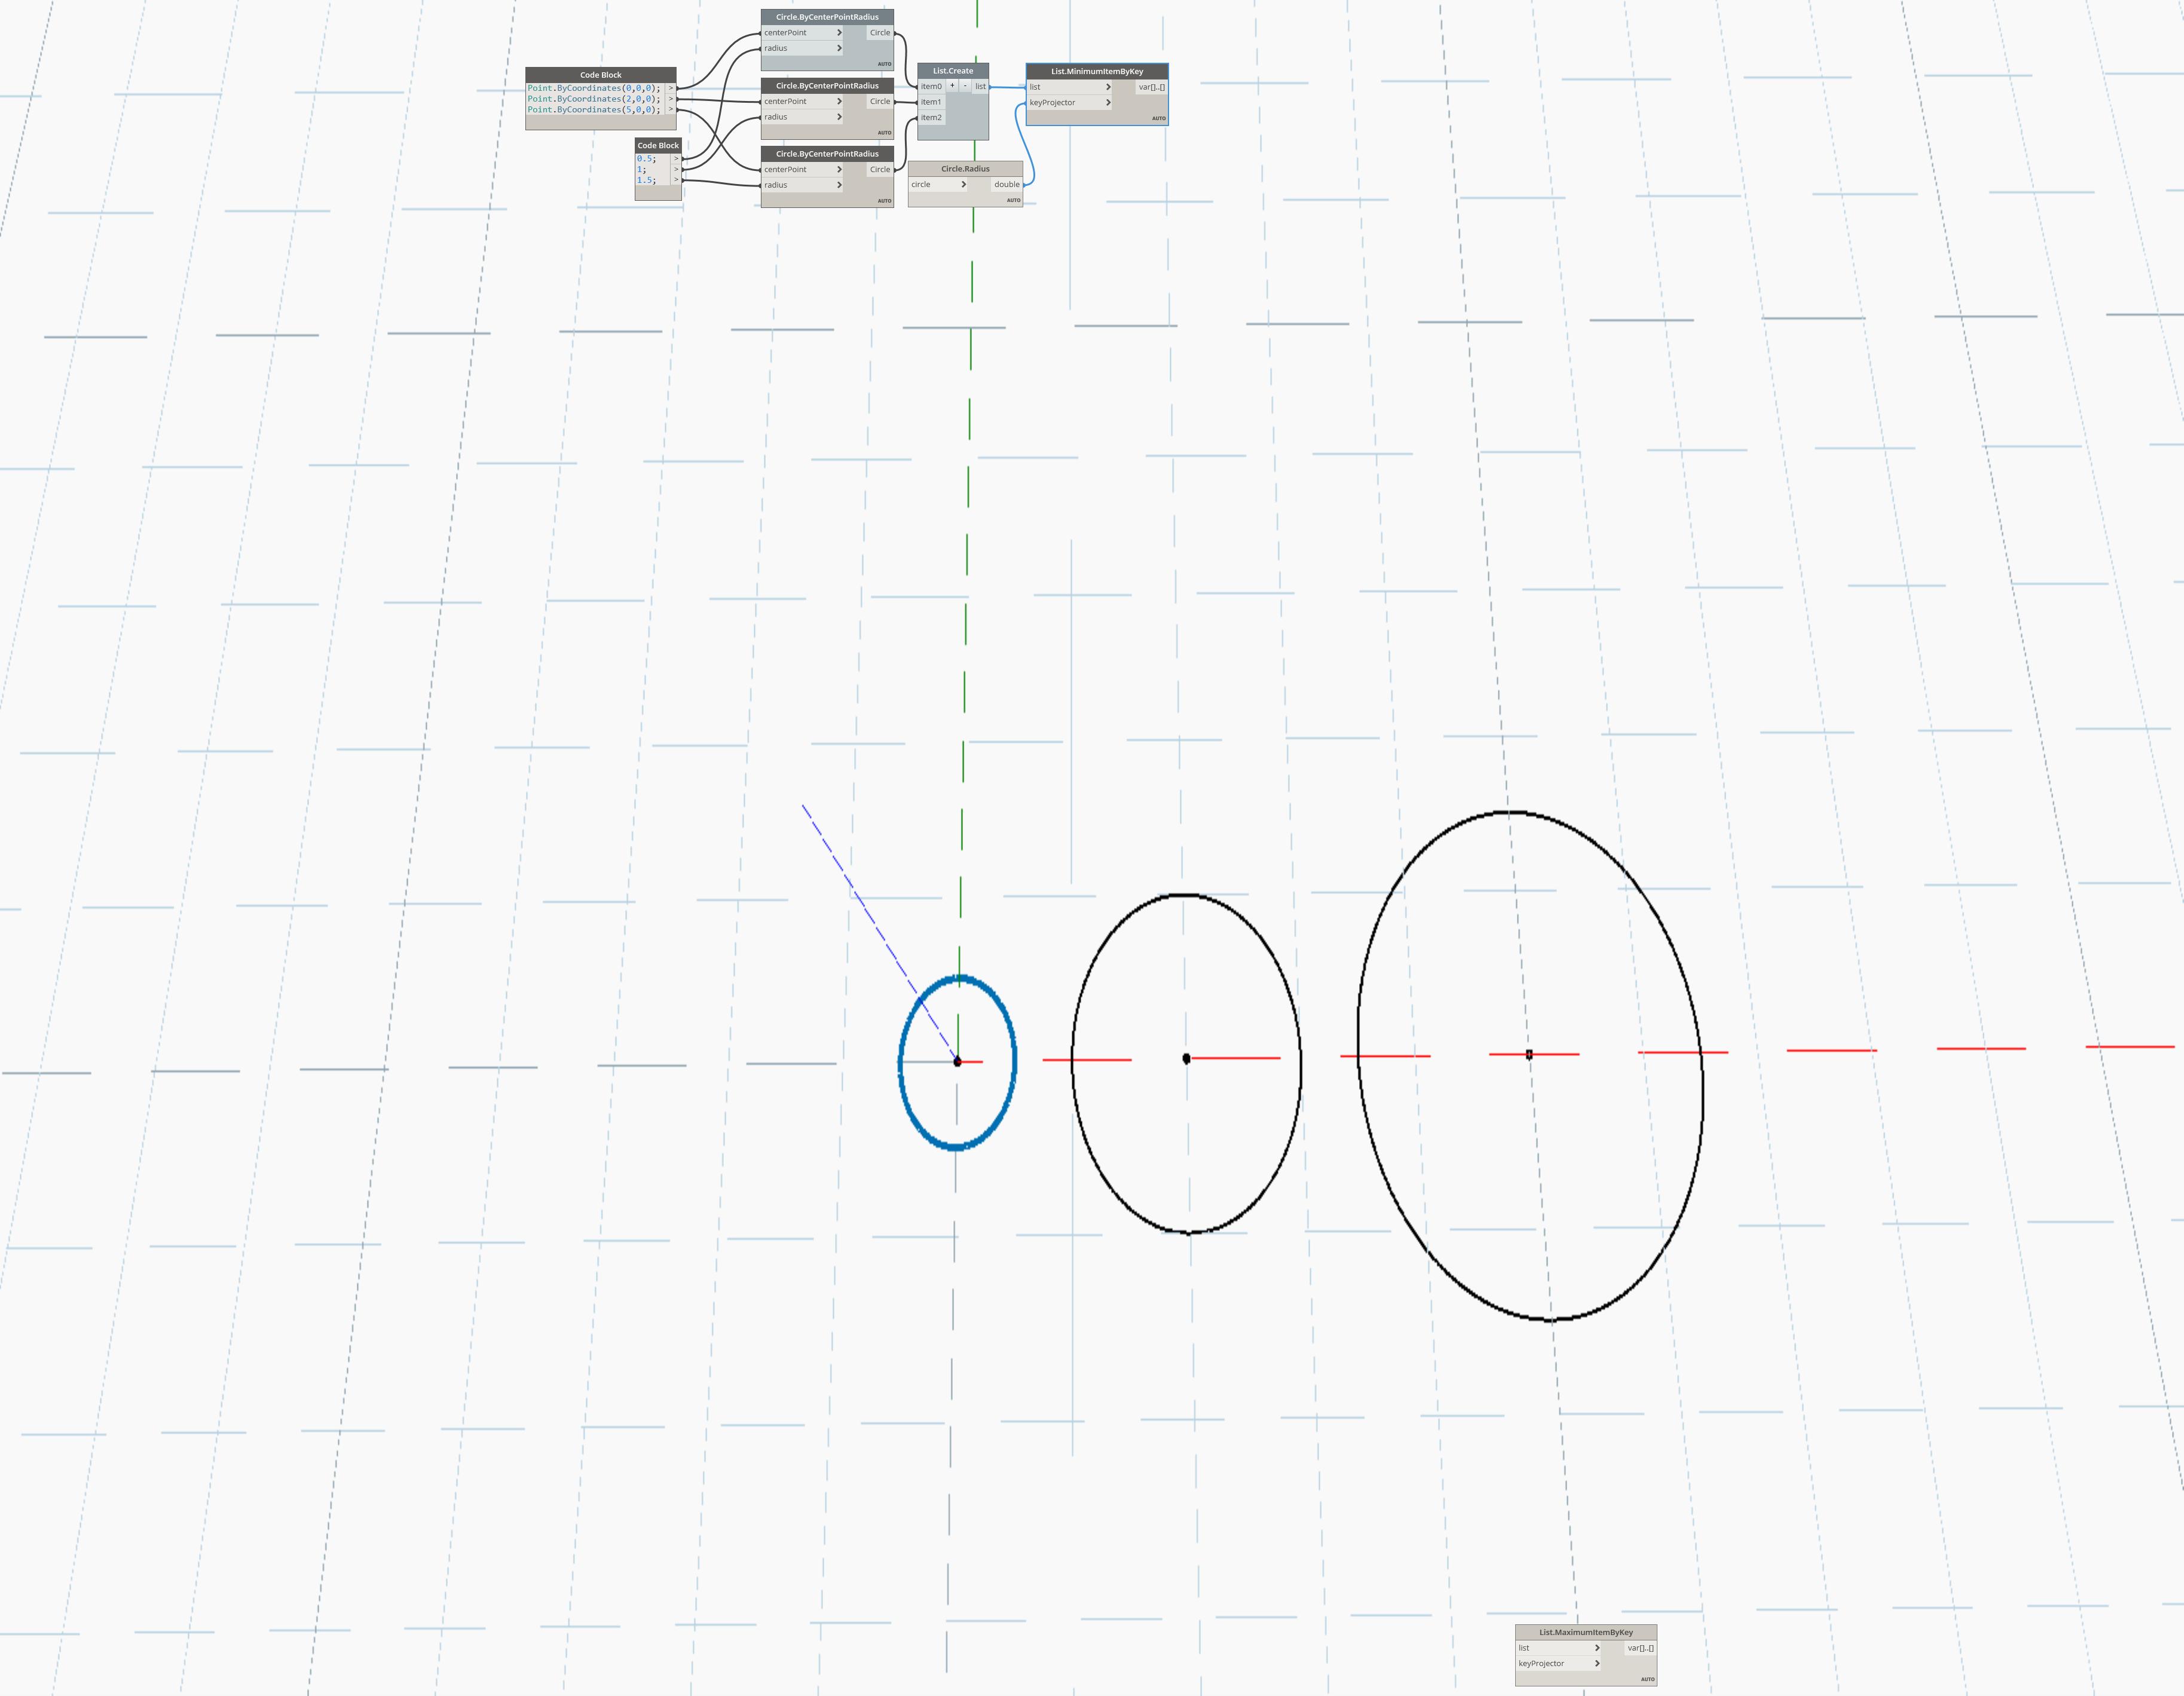 Code Block
Point.ByCoordinates(0,0,0); >
Point.ByCoordinates(2,0,0); >
Point.ByCoordinates(5,0,0); >
Code Block
0.5; >
1; >
1.5; >
Circle.ByCenterPointRadius
centerPoint > Circle
radius >
AUTO
Circle.ByCenterPointRadius
centerPoint > Circle
radius >
AUTO
Circle.ByCenterPointRadius
centerPoint > Circle
radius >
AUTO
List.Create
item0 + - list
item1
item2
Circle.Radius
circle > double
AUTO
List.MinimumItemByKey
list > var[]..[]
keyProjector >
AUTO
List.MaximumItemByKey
list > var[]..[]
keyProjector >
AUTO